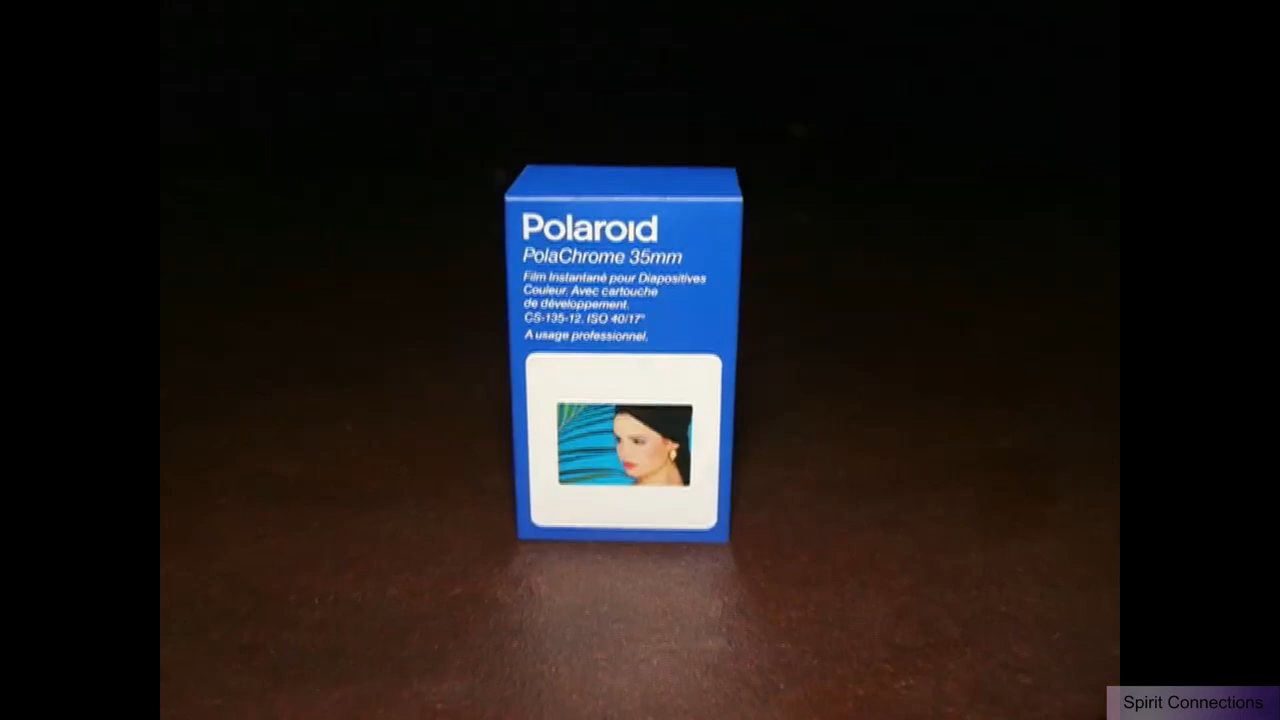 Polaroid
PolaChrome 35mm
Film Instantané pour Diapositives
Couleur. Avec cartouche
de développement.
CS-135-12. ISO 40/17°
A usage professionnel.
Spirit Connections